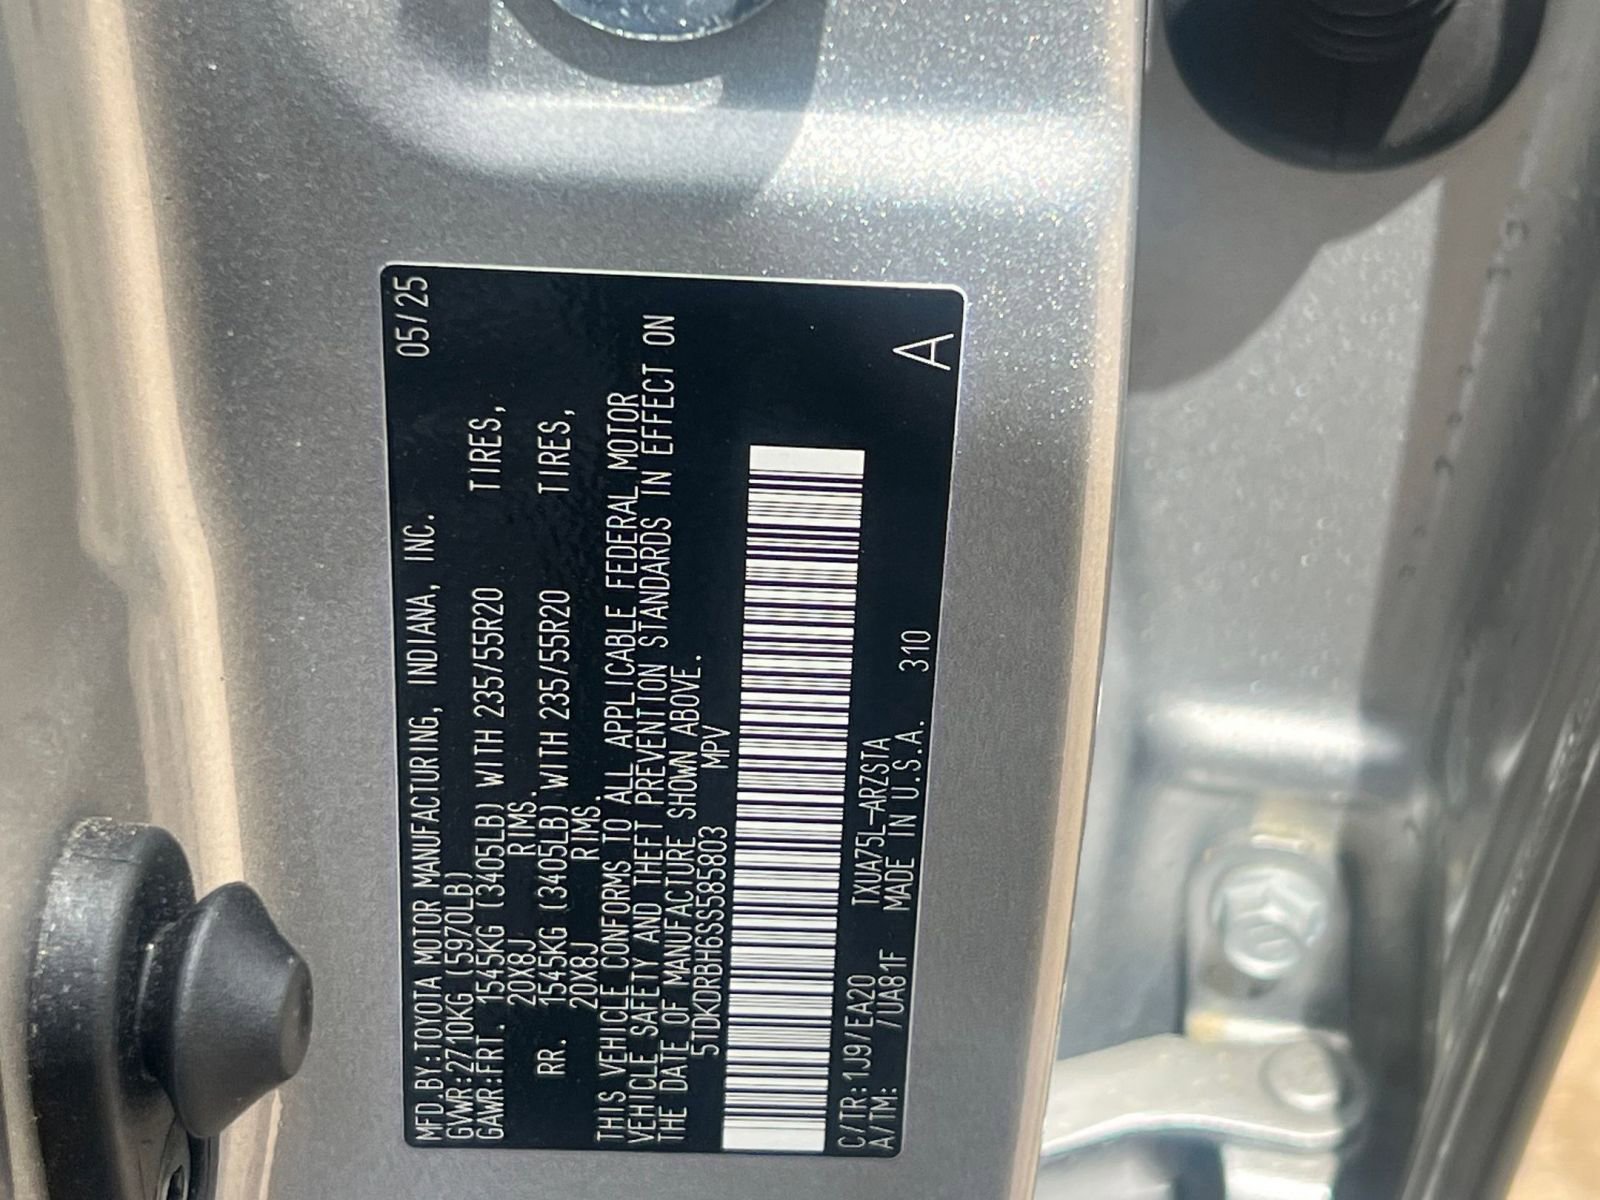 MFD.BY:TOYOTA MOTOR MANUFACTURING, INDIANA, INC. 05/25
GVWR:2710KG(5970LB)
GAWR:FRT. 1545KG (3405LB) WITH 235/55R20 TIRES,
20X8J RIMS.
RR. 1545KG (3405LB) WITH 235/55R20 TIRES,
20X8J RIMS.
THIS VEHICLE CONFORMS TO ALL APPLICABLE FEDERAL MOTOR
VEHICLE SAFETY AND THEFT PREVENTION STANDARDS IN EFFECT ON
THE DATE OF MANUFACTURE SHOWN ABOVE.
5TDKDRBH6SS585803 MPV
C/TR:1J9/EA20 TXUA75L-ARZSTA
A/TM: /UA81F MADE IN U.S.A. 310 A